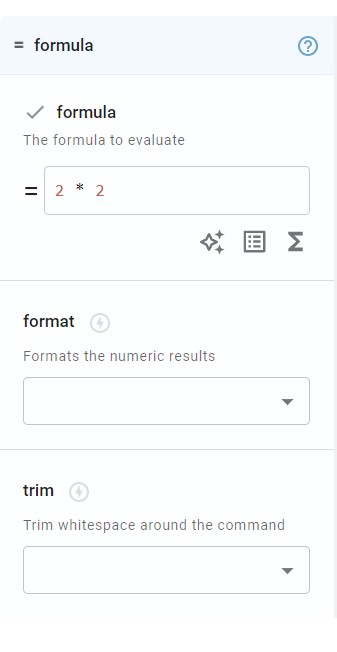 = formula
formula
The formula to evaluate
= 2 * 2
format
Formats the numeric results
trim
Trim whitespace around the command